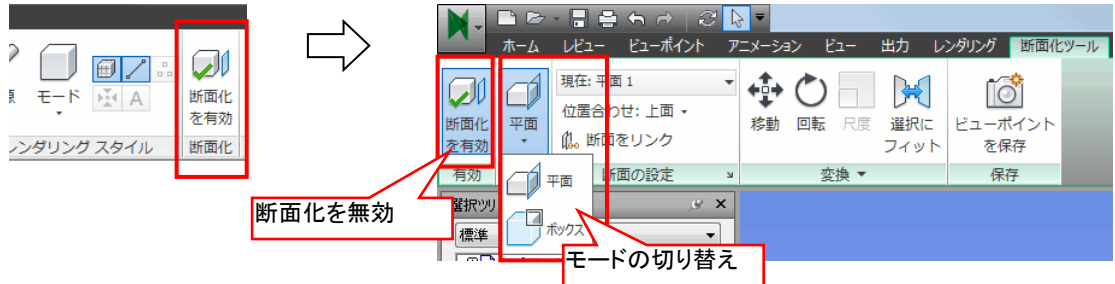 モード
A
断面化
を有効
レンダリング スタイル
断面化
ホーム レビュー ビューポイント アニメーション ビュー 出力 レンダリング 断面化ツール
断面化
を有効
平面
現在: 平面 1
位置合わせ: 上面
断面をリンク
移動 回転 尺度 選択に
フィット
ビューポイント
を保存
有効
断面の設定
変換
保存
平面
ボックス
選択ツリ
標準
断面化を無効
モードの切り替え